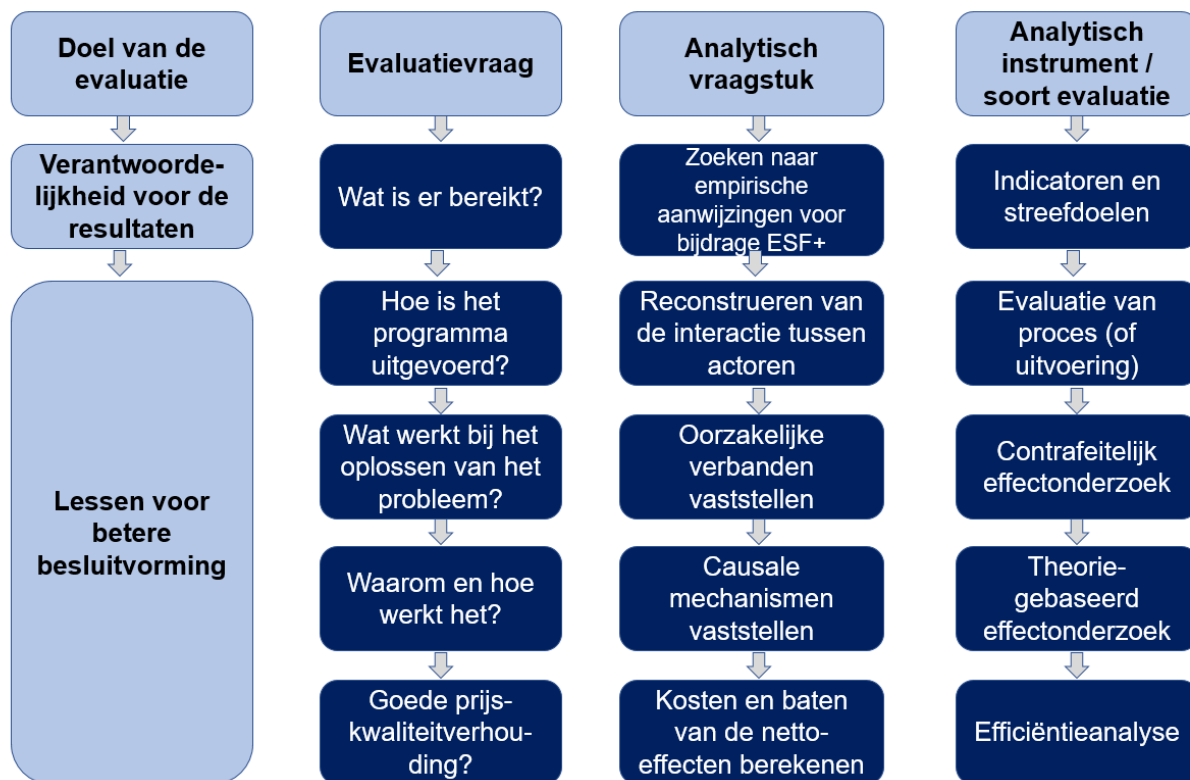 Doel van de
evaluatie
Verantwoorde-
lijkheid voor de
resultaten
Lessen voor
betere
besluitvorming
Evaluatievraag
Wat is er bereikt?
Hoe is het
programma
uitgevoerd?
Wat werkt bij het
oplossen van het
probleem?
Waarom en hoe
werkt het?
Goede prijs-
kwaliteitverhou-
ding?
Analytisch
vraagstuk
Zoeken naar
empirische
aanwijzingen voor
bijdrage ESF+
Reconstrueren van
de interactie tussen
actoren
Oorzakelijke
verbanden
vaststellen
Causale
mechanismen
vaststellen
Kosten en baten
van de netto-
effecten berekenen
Analytisch
instrument /
soort evaluatie
Indicatoren en
streefdoelen
Evaluatie van
proces (of
uitvoering)
Contrafeitelijk
effectonderzoek
Theorie-
gebaseerd
effectonderzoek
Efficiëntieanalyse